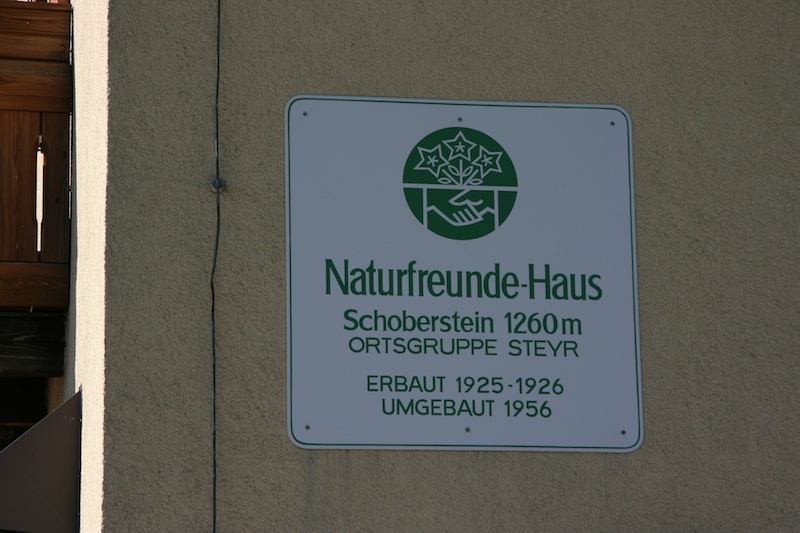 Naturfreunde-Haus
Schoberstein 1260m
ORTSGRUPPE STEYR
ERBAUT 1925-1926
UMGEBAUT 1956